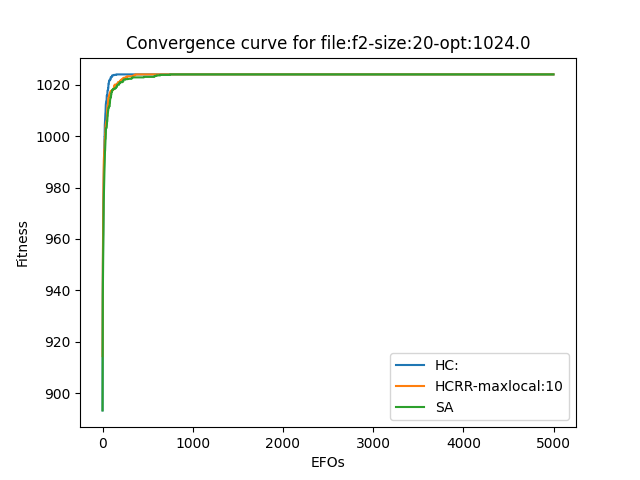 Convergence curve for file:f2-size:20-opt:1024.0
1020
1000
980
960
940
920
900
Fitness
0 1000 2000 3000 4000 5000
EFOs
HC:
HCRR-maxlocal:10
SA